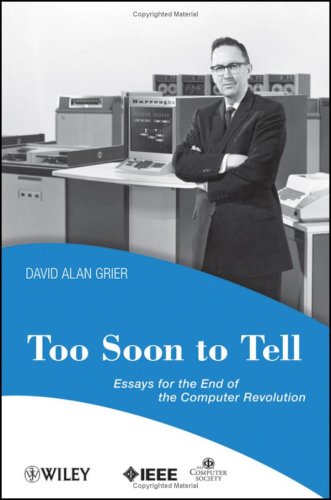 Copyrighted Material
Burroughs
DAVID ALAN GRIER
Too Soon to Tell
Essays for the End of
the Computer Revolution
WILEY
IEEE
IEEE
COMPUTER
SOCIETY
Copyrighted Material